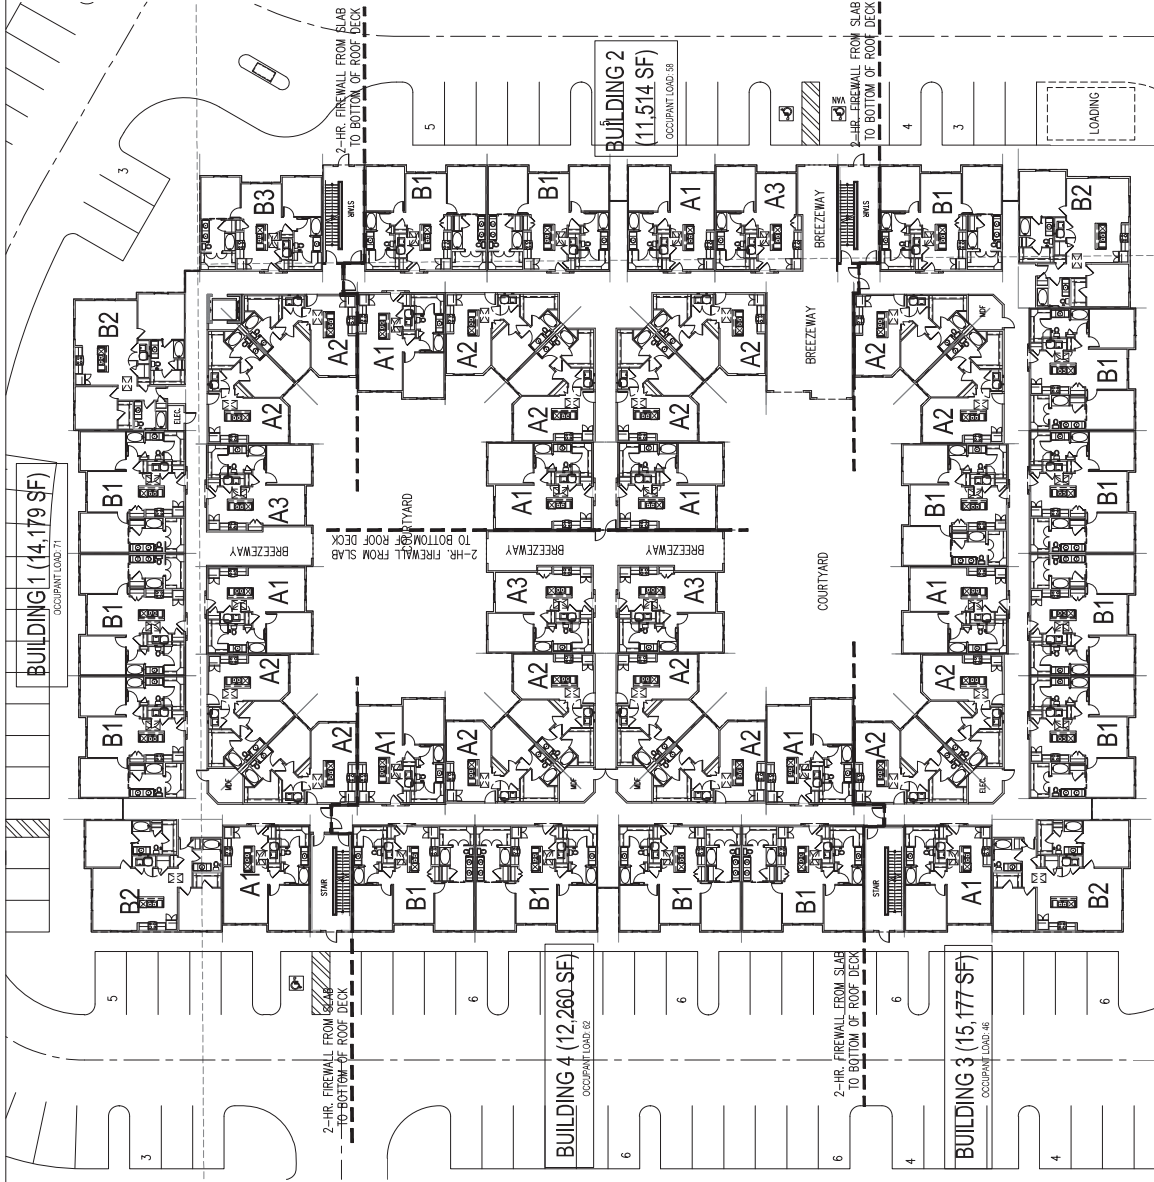 2-HR. FIREWALL FROM SLAB
TO BOTTOM OF ROOF DECK
BUILDING 2
(11,514 SF)
OCCUPANT LOAD: 58
2-HR. FIREWALL FROM SLAB
TO BOTTOM OF ROOF DECK
5
5
VAN
4
3
LOADING
3
B3
STAIR
B1
B1
A1
A3
BREEZEWAY
STAIR
B1
B2
B2
A2
A1
A2
A2
BREEZEWAY
A2
MDF
B1
ELEC.
A2
A2
A2
A2
BUILDING 1 (14,179 SF)
OCCUPANT LOAD: 71
B1
A3
A1
A1
B1
B1
BREEZEWAY
COURTYARD
2-HR. FIREWALL FROM SLAB
TO BOTTOM OF ROOF DECK
BREEZEWAY
BREEZEWAY
COURTYARD
B1
A1
A3
A3
A1
B1
A2
A2
A2
A2
B1
A2
A1
A2
A2
A1
A2
B1
MDF
MDF
MDF
ELEC.
B2
A1
STAIR
B1
B1
B1
B1
STAIR
A1
B2
5
2-HR. FIREWALL FROM SLAB
TO BOTTOM OF ROOF DECK
6
BUILDING 4 (12,260 SF)
OCCUPANT LOAD: 62
6
2-HR. FIREWALL FROM SLAB
TO BOTTOM OF ROOF DECK
6
BUILDING 3 (15,177 SF)
OCCUPANT LOAD: 46
6
3
6
6
4
4